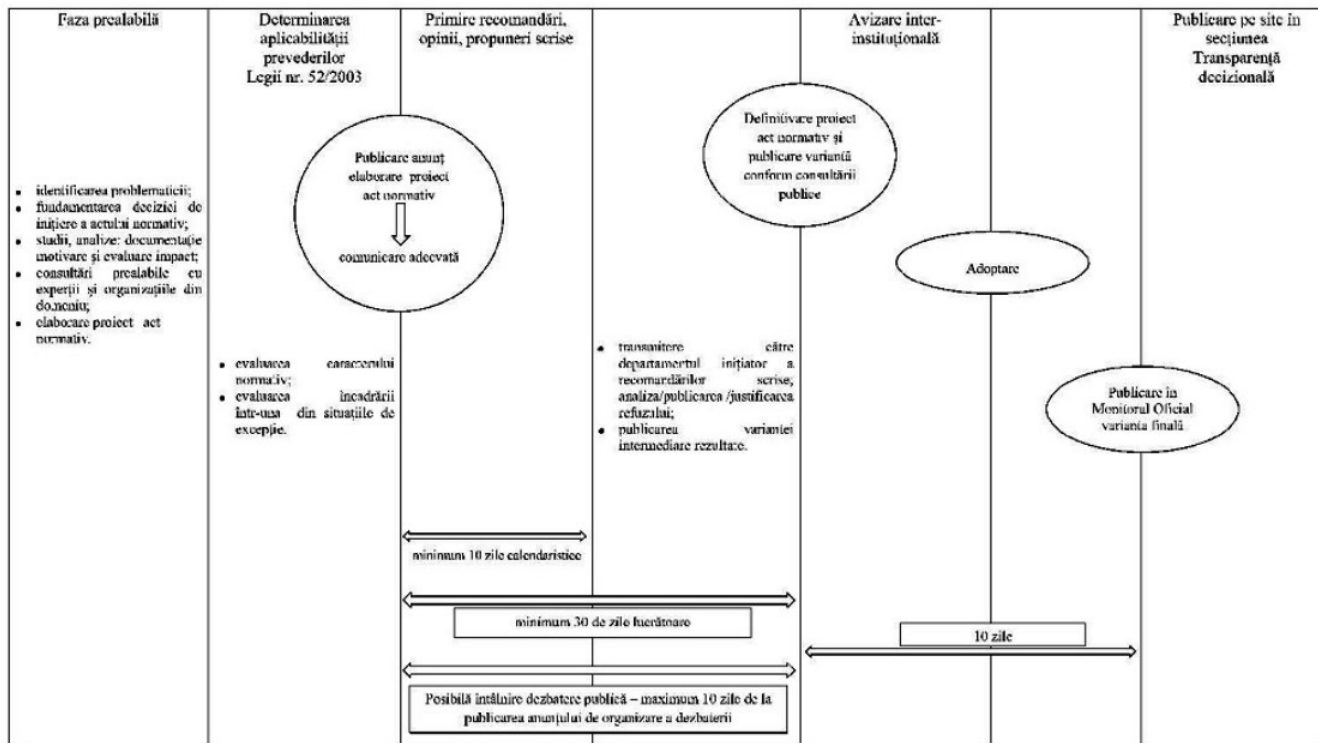 Faza prealabilă
Determinarea
aplicabilității
prevederilor
Legii nr. 52/2003
Primire recomandări,
opinii, propuneri scrise
Avizare inter-
instituțională
Publicare pe site în
secțiunea
Transparență
decizională
Publicare anunț
elaborare proiect
act normativ
comunicare adecvată
Definitivare proiect
act normativ și
publicare variantă
conform consultării
publice
• identificarea problematicii;
• fundamentarea deciziei de
inițiere a actului normativ;
• studii, analize: documentație
motivare și evaluare impact;
• consultări prealabile cu
experții și organizațiile din
domeniu;
• elaborare proiect act
normativ.
Adoptare
• evaluarea caracterului
normativ;
• evaluarea încadrării
într-una din situațiile de
excepție.
• transmitere către
departamentul inițiator a
recomandărilor scrise;
analiza/publicarea /justificarea
refuzului;
• publicarea variantei
intermediare rezultate.
Publicare în
Monitorul Oficial
varianta finală
minimum 10 zile calendaristice
minimum 30 de zile lucrătoare
10 zile
Posibilă întâlnire dezbatere publică – maximum 10 zile de la
publicarea anunțului de organizare a dezbaterii